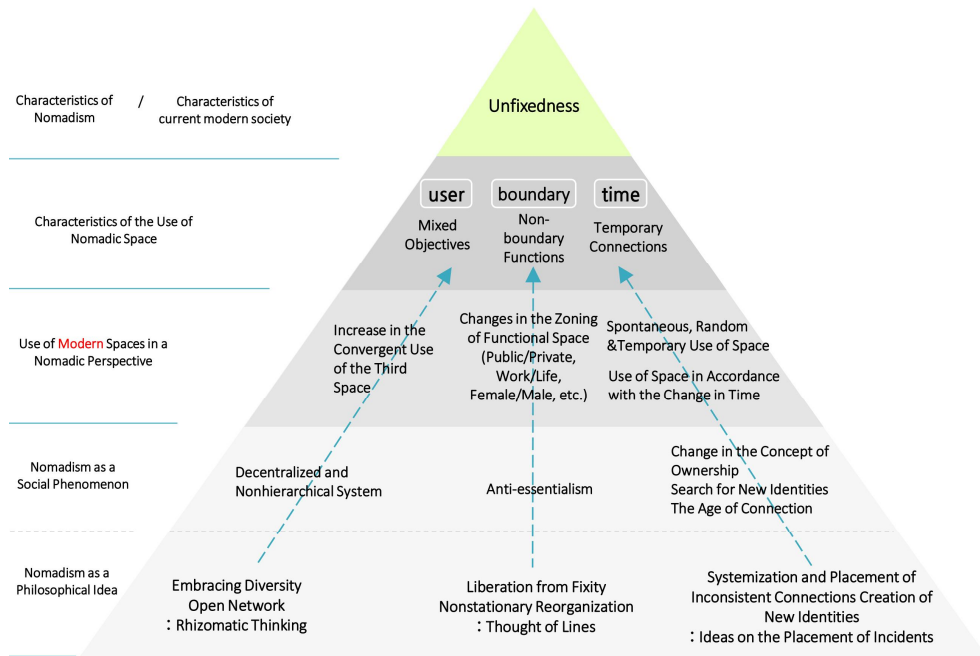 Characteristics of Nomadism / Characteristics of current modern society
Unfixedness
Characteristics of the Use of
Nomadic Space
user boundary time
Mixed
Objectives
Non-
boundary
Functions
Temporary
Connections
Use of Modern Spaces in a
Nomadic Perspective
Increase in the
Convergent Use
of the Third
Space
Changes in the Zoning
of Functional Space
(Public/Private,
Work/Life,
Female/Male, etc.)
Spontaneous, Random
&Temporary Use of Space
Use of Space in Accordance
with the Change in Time
Nomadism as a
Social Phenomenon
Decentralized and
Nonhierarchical System
Anti-essentialism
Change in the Concept of
Ownership
Search for New Identities
The Age of Connection
Nomadism as a
Philosophical Idea
Embracing Diversity
Open Network
: Rhizomatic Thinking
Liberation from Fixity
Nonstationary Reorganization
: Thought of Lines
Systemization and Placement of
Inconsistent Connections Creation of
New Identities
: Ideas on the Placement of Incidents